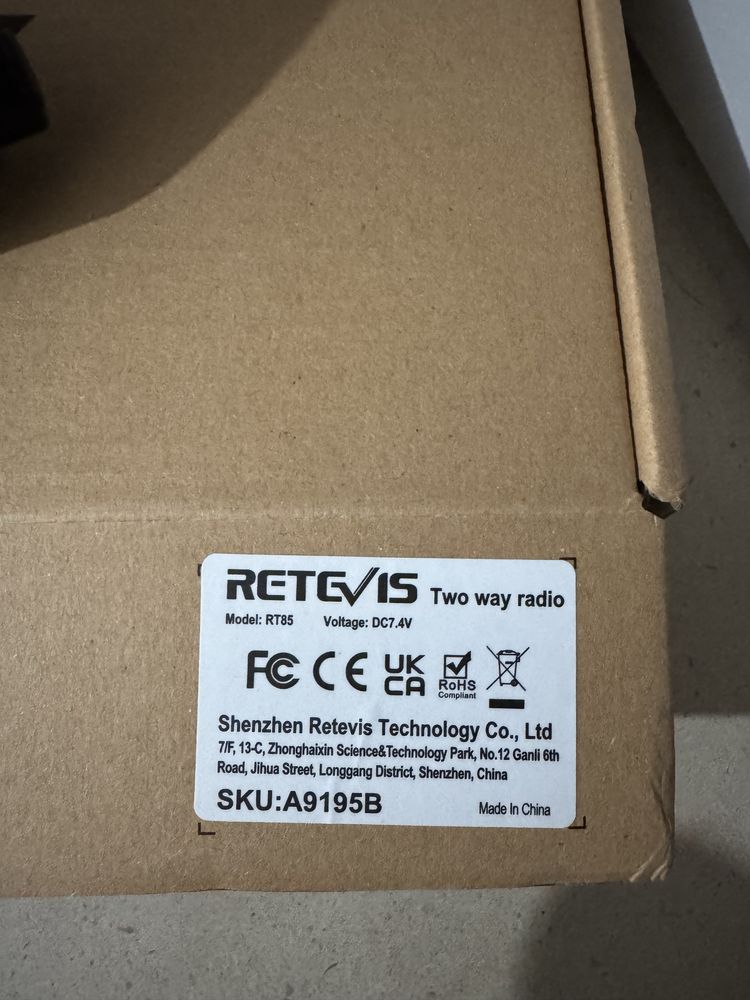 RETEVIS Two way radio
Model: RT85 Voltage: DC7.4V
FC CE UK CA RoHS Compliant
Shenzhen Retevis Technology Co., Ltd
7/F, 13-C, Zhonghaixin Science&Technology Park, No.12 Ganli 6th
Road, Jihua Street, Longgang District, Shenzhen, China
SKU:A9195B Made In China